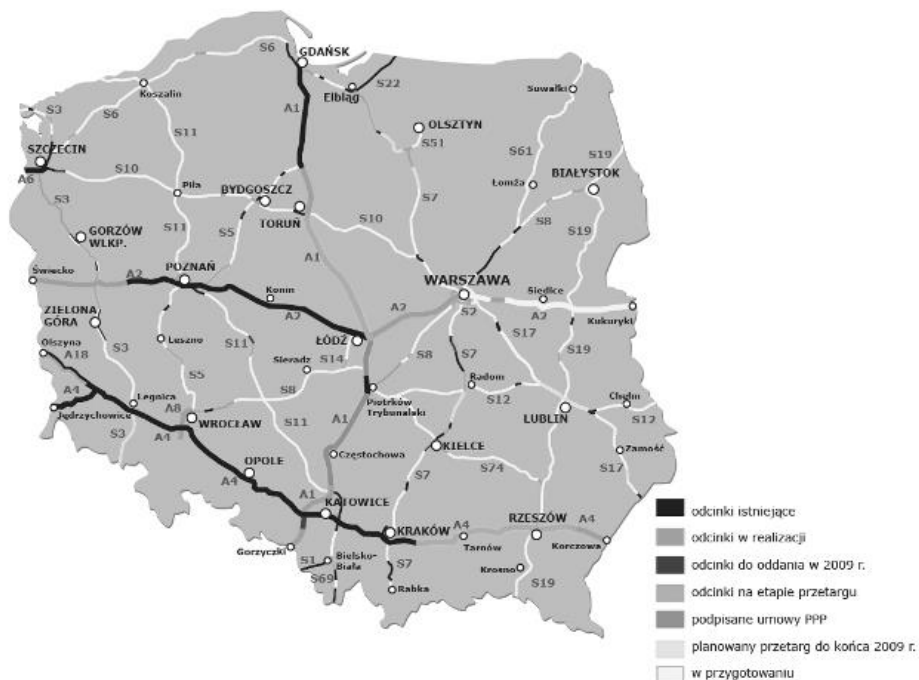 S6
GDAŃSK
S22
Elbląg
Suwałki
Koszalin
S3
S6
A1
OLSZTYN
S51
S11
SZCZECIN
S61
S19
A6
S10
BIAŁYSTOK
Piła
BYDGOSZCZ
Łomża
S3
S7
TORUŃ
S10
S8
S19
GORZÓW
WLKP.
S11
S5
A1
Świecko
A2
POZNAŃ
WARSZAWA
Siedlce
Konin
A2
A2
S2
A2
Kukuryki
ZIELONA
GÓRA
ŁÓDŹ
S17
Olszyna
S3
Leszno
S11
S14
S8
S7
S19
A18
Sieradz
Radom
S5
S8
Piotrków
Trybunalski
S12
Chełm
A4
Legnica
A8
Jędrzychowice
WROCŁAW
A1
LUBLIN
S12
S3
A4
S11
KIELCE
Zamość
OPOLE
Częstochowa
S17
A4
S7
S74
A1
KATOWICE
RZESZÓW
KRAKÓW
A4
A4
Gorzyczki
Tarnów
Korczowa
S1
Bielsko-
Biała
S7
Krosno
S69
Rabka
S19
odcinki istniejące
odcinki w realizacji
odcinki do oddania w 2009 r.
odcinki na etapie przetargu
podpisane umowy PPP
planowany przetarg do końca 2009 r.
w przygotowaniu